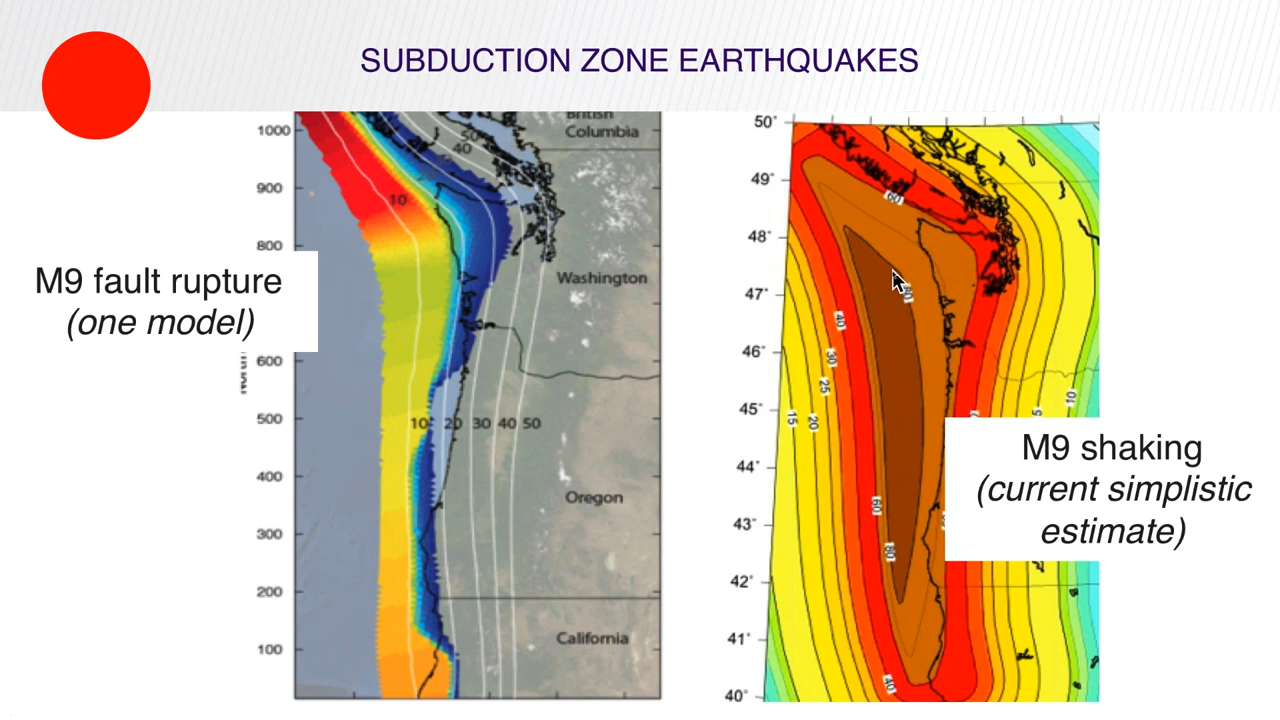 SUBDUCTION ZONE EARTHQUAKES
M9 fault rupture
(one model)
1000
900
800
600
500
400
300
200
100
British
Columbia
50
40
10
Washington
10 20 30 40 50
Oregon
California
50°
49°
48°
47°
46°
45°
44°
43°
42°
41°
40°
60
80
40
30
25
15
20
10
5
60
80
40
M9 shaking
(current simplistic
estimate)